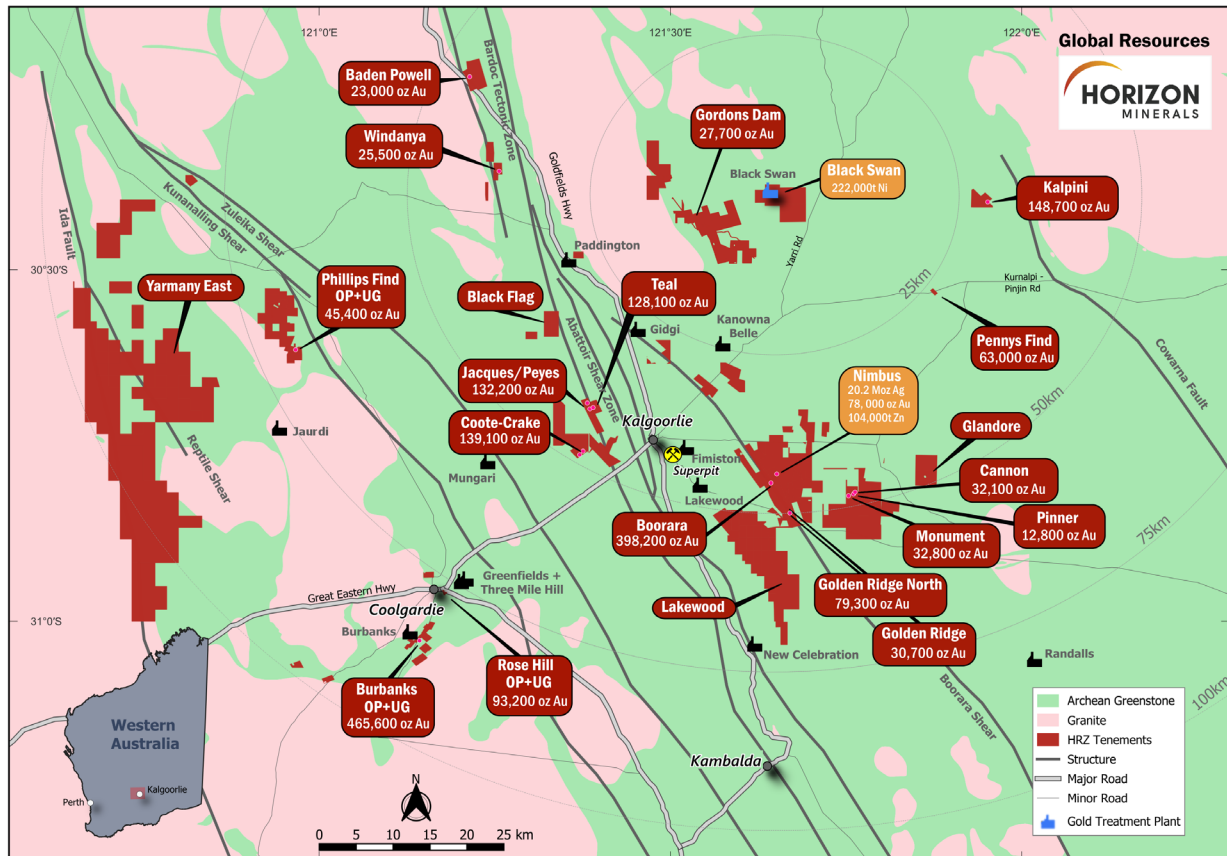 121°0'E
121°30'E
122°0'E
Global Resources
HORIZON
MINERALS
Baden Powell
23,000 oz Au
Bardoc Tectonic Zone
Windanya
25,500 oz Au
Goldfields Hwy
Gordons Dam
27,700 oz Au
Black Swan
Black Swan
222,000t Ni
Kalpini
148,700 oz Au
Ida Fault
Kunanalling Shear
Zuleika Shear
30°30'S
Paddington
Yarri Rd
25km
Kurnalpi -
Pinjin Rd
Yarmany East
Phillips Find
OP+UG
45,400 oz Au
Black Flag
Teal
128,100 oz Au
Abattoir Shear Zone
Gidgi
Kanowna
Belle
Pennys Find
63,000 oz Au
Cowarna Fault
Jacques/Peyes
132,200 oz Au
Nimbus
20.2 Moz Ag
78,000 oz Au
104,000t Zn
50km
Coote-Crake
139,100 oz Au
Kalgoorlie
Glandore
Jaurdi
Reptile Shear
Mungari
Fimiston
Superpit
Lakewood
Cannon
32,100 oz Au
Pinner
12,800 oz Au
75km
Boorara
398,200 oz Au
Monument
32,800 oz Au
Greenfields +
Three Mile Hill
Great Eastern Hwy
Coolgardie
Lakewood
Golden Ridge North
79,300 oz Au
31°0'S
Burbanks
Golden Ridge
30,700 oz Au
New Celebration
Randalls
Rose Hill
OP+UG
93,200 oz Au
Burbanks
OP+UG
465,600 oz Au
Boorara Shear
100km
Western
Australia
Perth
Kalgoorlie
Kambalda
N
0 5 10 15 20 25 km
Archean Greenstone
Granite
HRZ Tenements
Structure
Major Road
Minor Road
Gold Treatment Plant